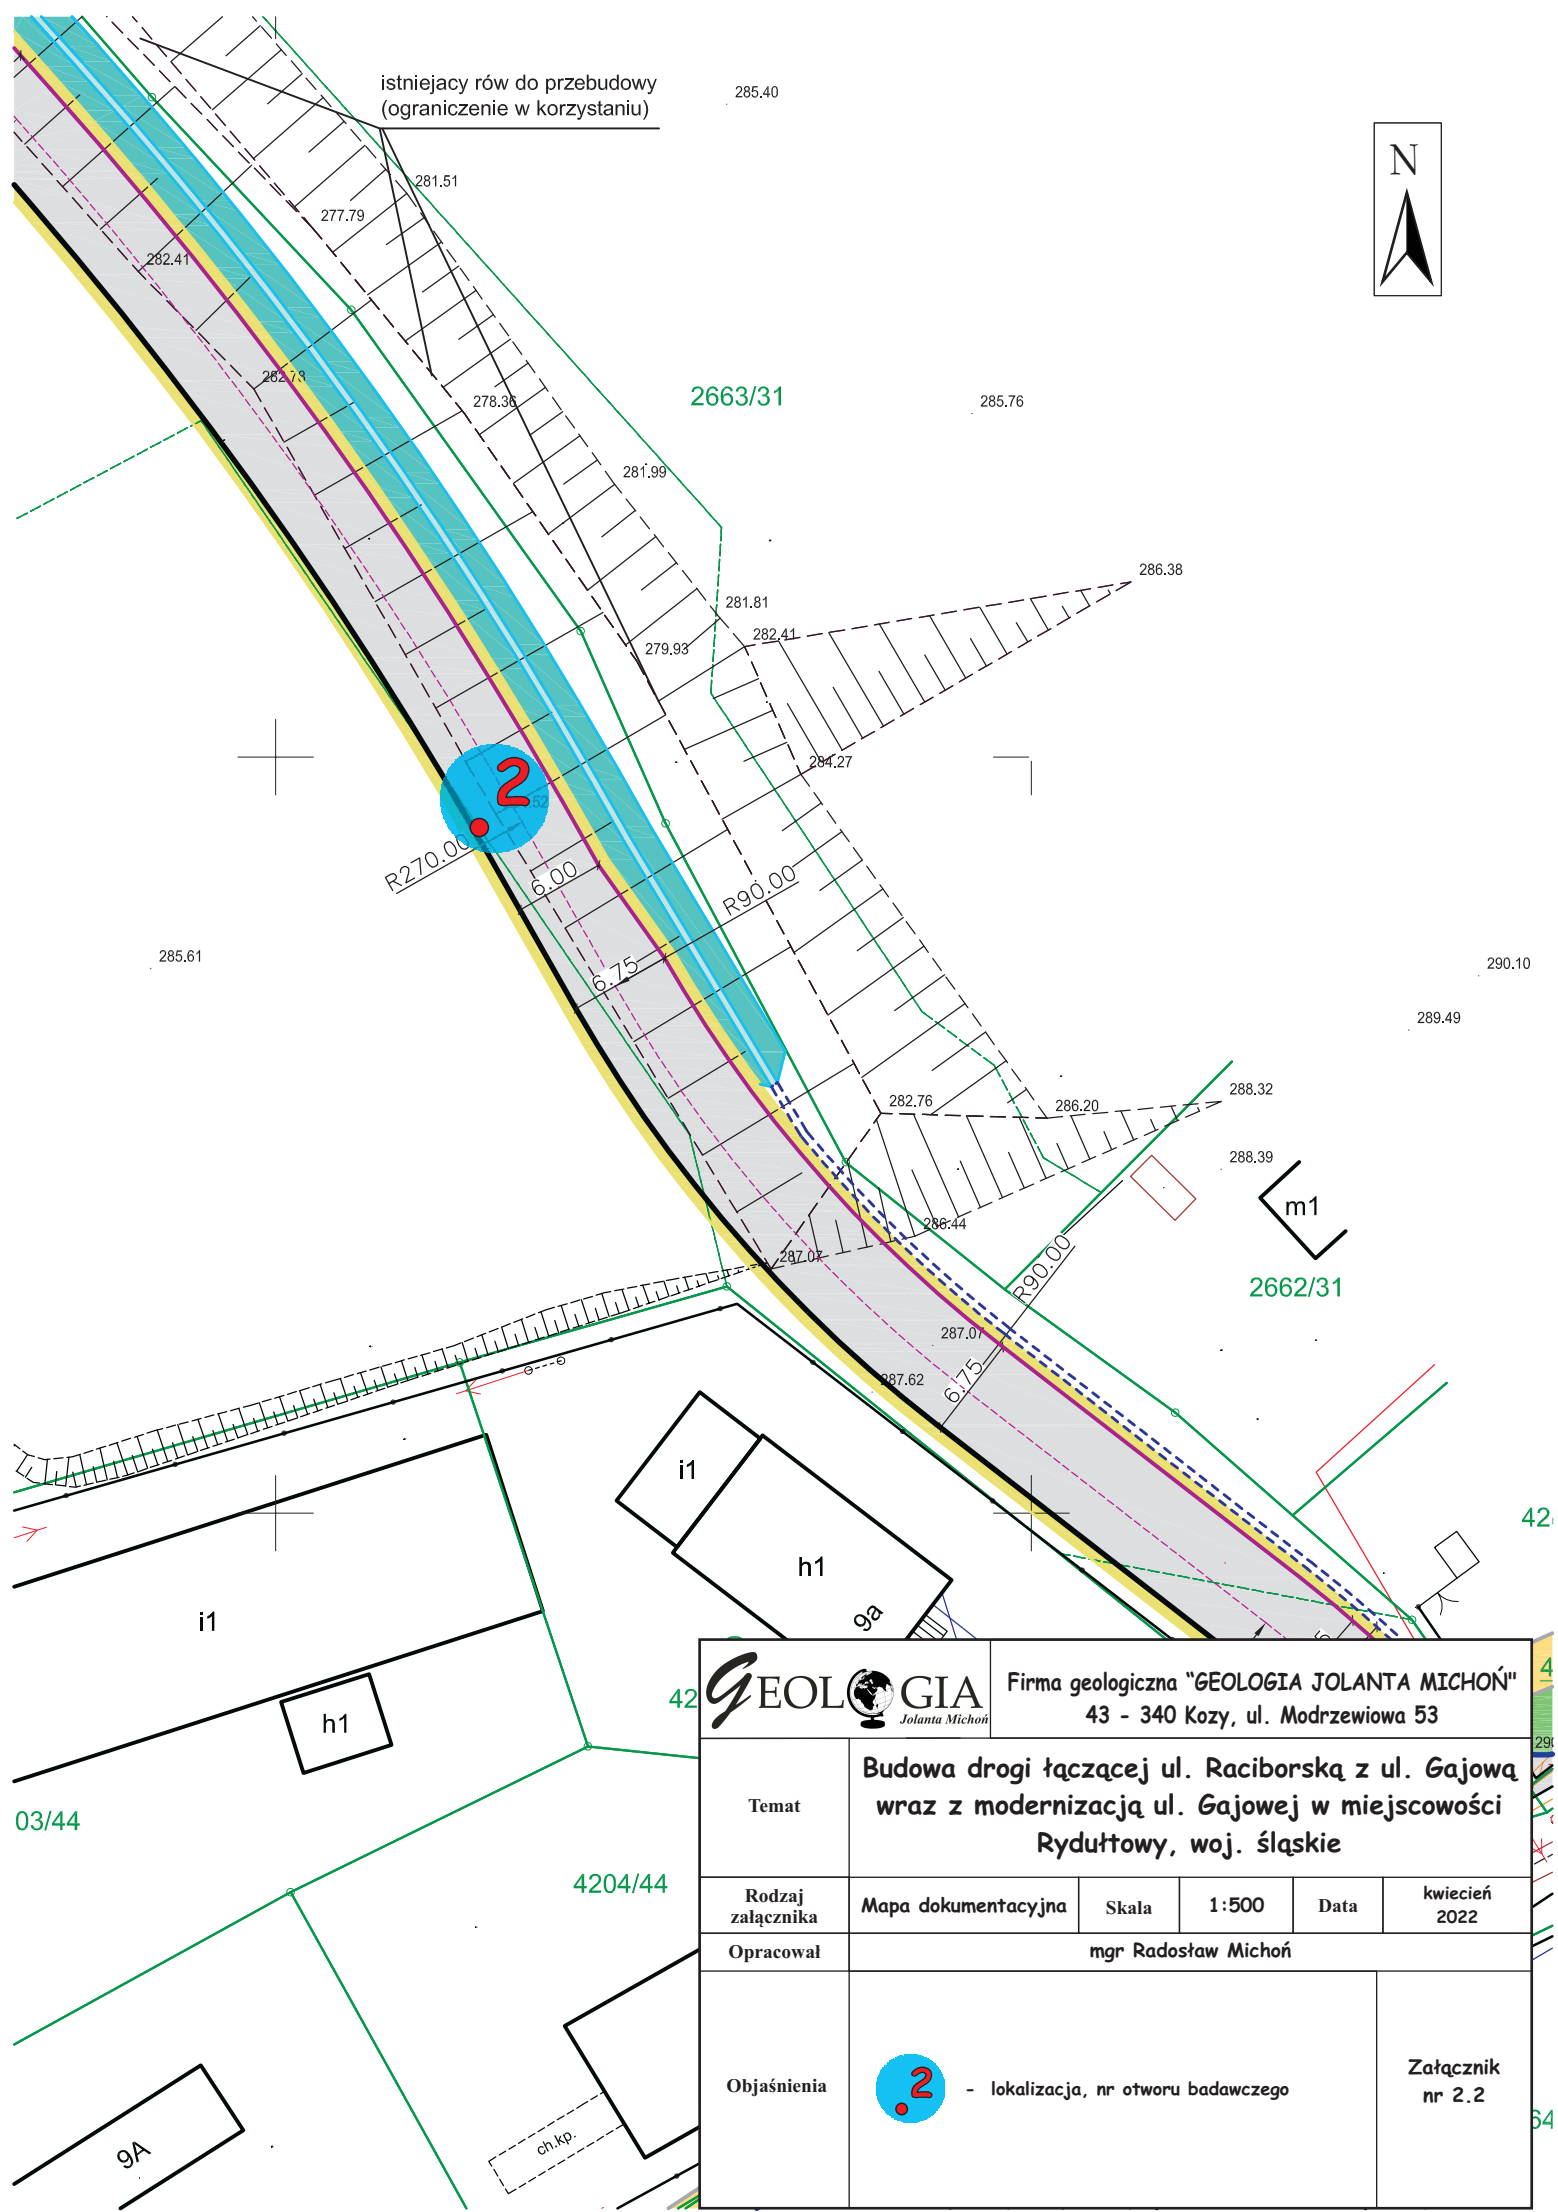 istniejacy rów do przebudowy
(ograniczenie w korzystaniu)
285.40
N
281.51
277.79
282.41
282.73
278.36
2663/31
285.76
281.99
286.38
281.81
282.41
279.93
284.27
2
R270.00
6.00
R90.00
285.61
6.75
290.10
289.49
282.76
286.20
288.32
288.39
m1
286.44
287.07
R90.00
2662/31
287.07
287.62
6.75
i1
h1
9a
i1
h1
03/44
4204/44
9A
ch.kp.
GEOLOGIA
Jolanta Michoń
Firma geologiczna "GEOLOGIA JOLANTA MICHOŃ"
43 - 340 Kozy, ul. Modrzewiowa 53
Temat
Budowa drogi łączącej ul. Raciborską z ul. Gajową
wraz z modernizacją ul. Gajowej w miejscowości
Rydułtowy, woj. śląskie
Rodzaj
załącznika
Mapa dokumentacyjna
Skala
1:500
Data
kwiecień
2022
Opracował
mgr Radosław Michoń
Objaśnienia
2
- lokalizacja, nr otworu badawczego
Załącznik
nr 2.2